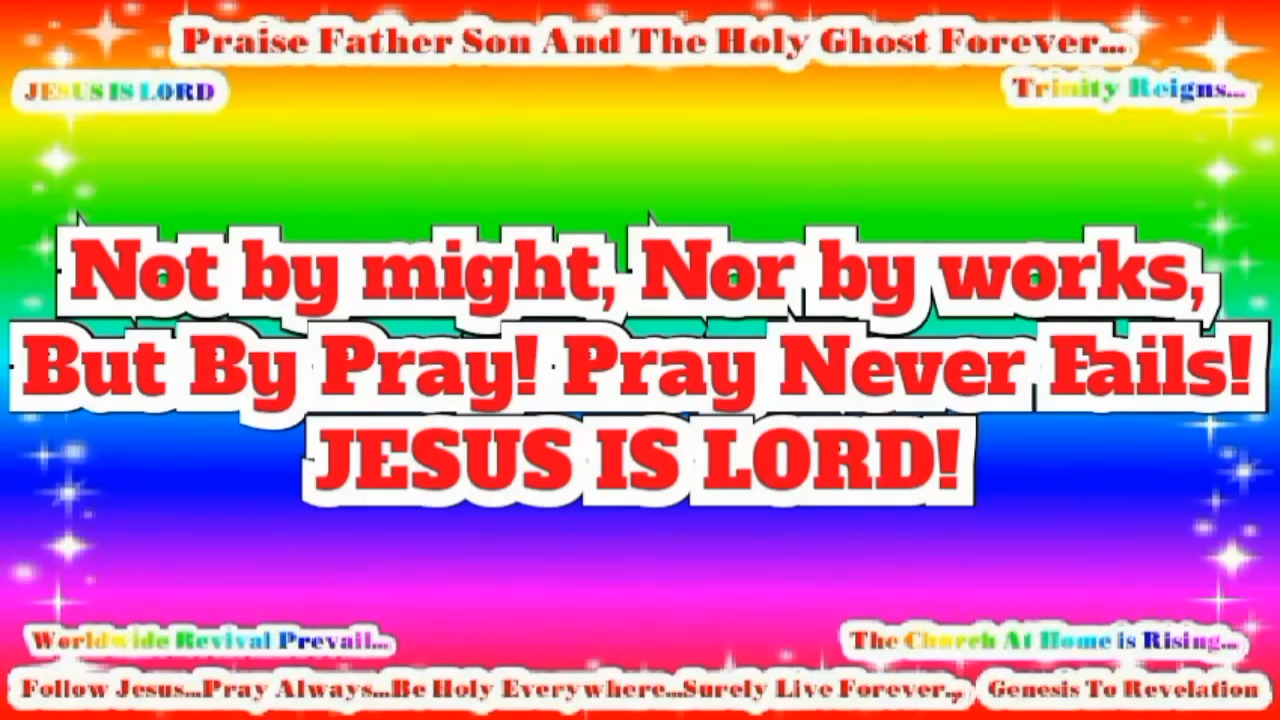 Praise Father Son And The Holy Ghost Forever...
JESUS IS LORD
Trinity Reigns...
Not by might, Nor by works,
But By Pray! Pray Never Fails!
JESUS IS LORD!
Worldwide Revival Prevail...
The Church At Home is Rising...
Follow Jesus...Pray Always...Be Holy Everywhere...Surely Live Forever..,
Genesis To Revelation